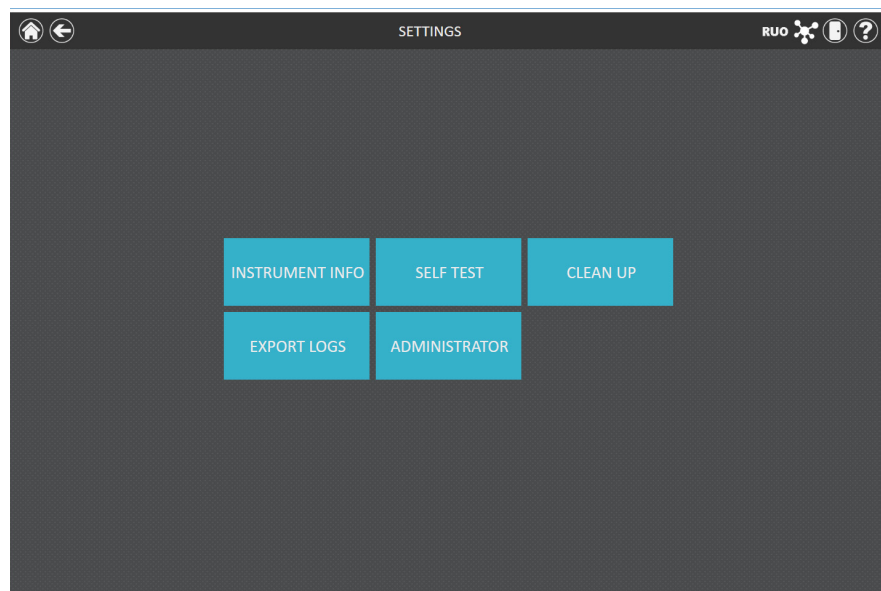 SETTINGS
RUO
?
INSTRUMENT INFO
SELF TEST
CLEAN UP
EXPORT LOGS
ADMINISTRATOR